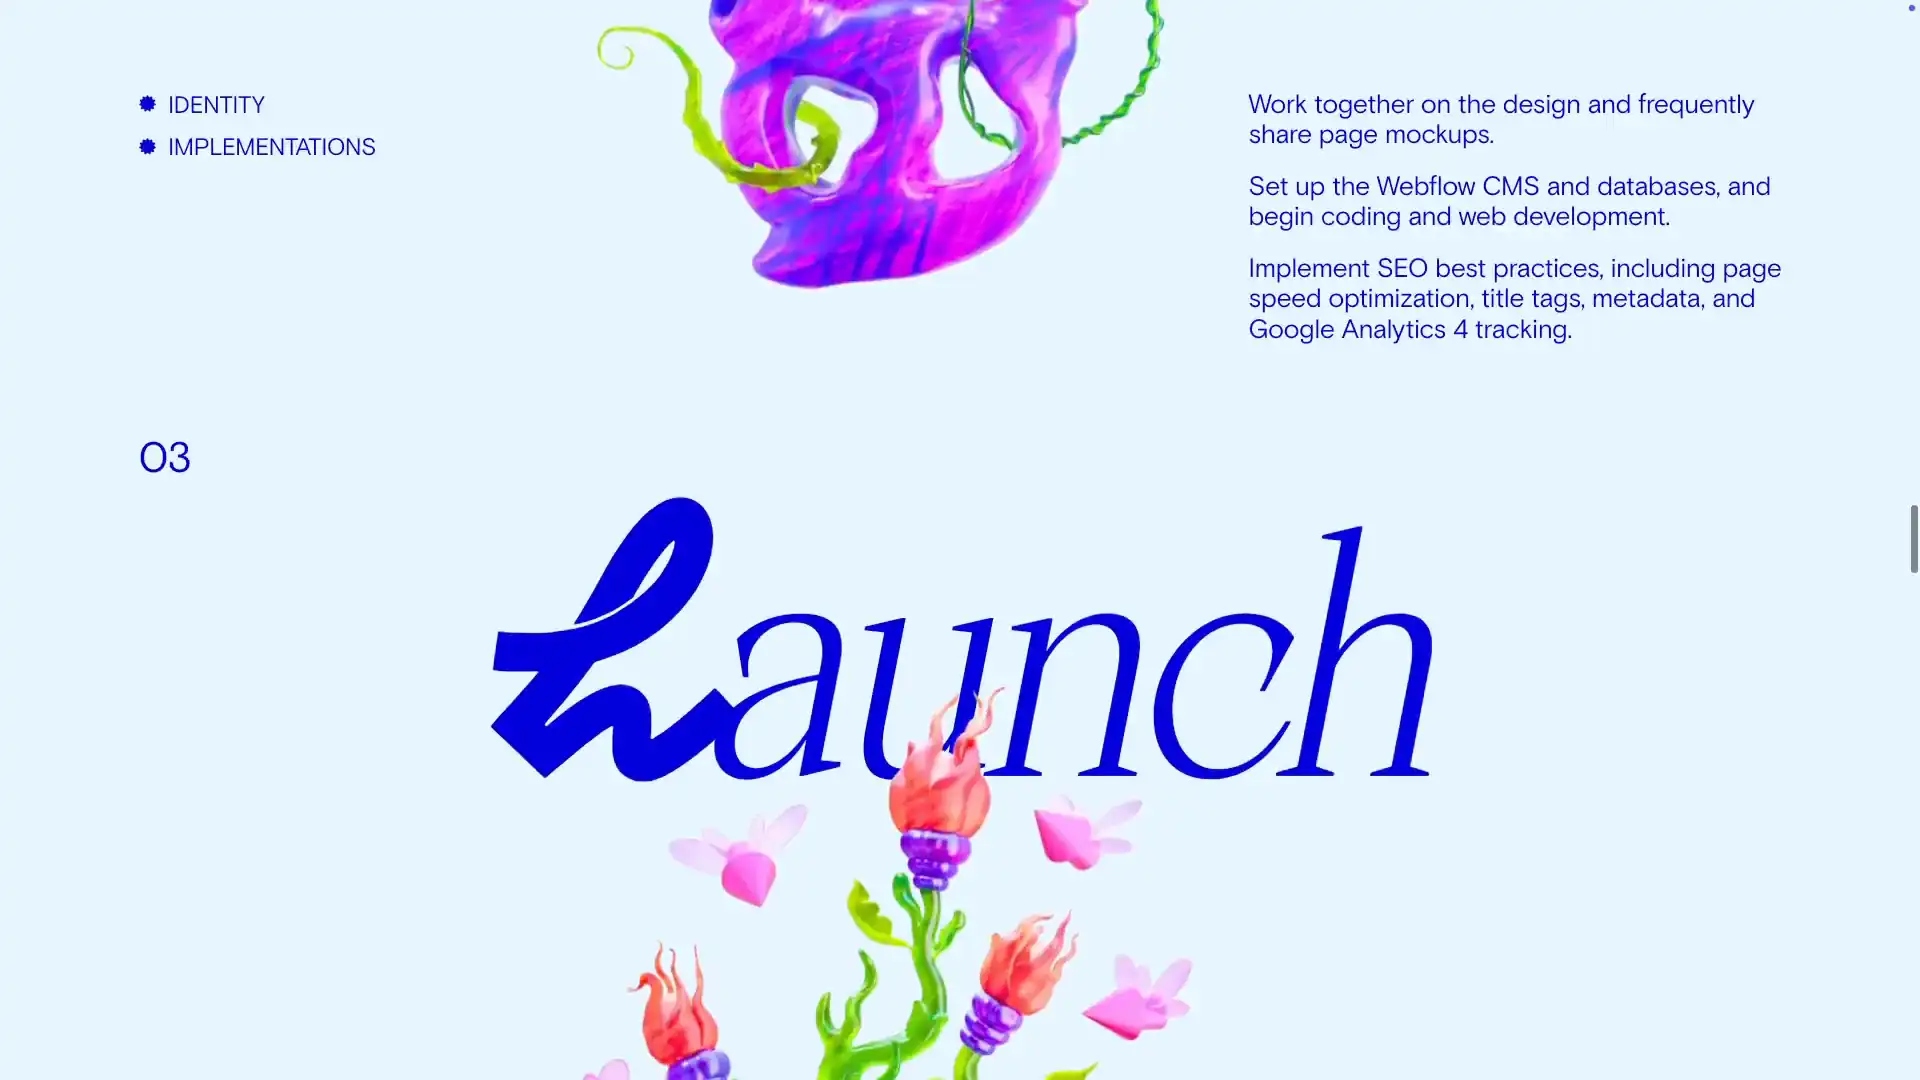 IDENTITY
IMPLEMENTATIONS
Work together on the design and frequently
share page mockups.
Set up the Webflow CMS and databases, and
begin coding and web development.
Implement SEO best practices, including page
speed optimization, title tags, metadata, and
Google Analytics 4 tracking.
03
Launch